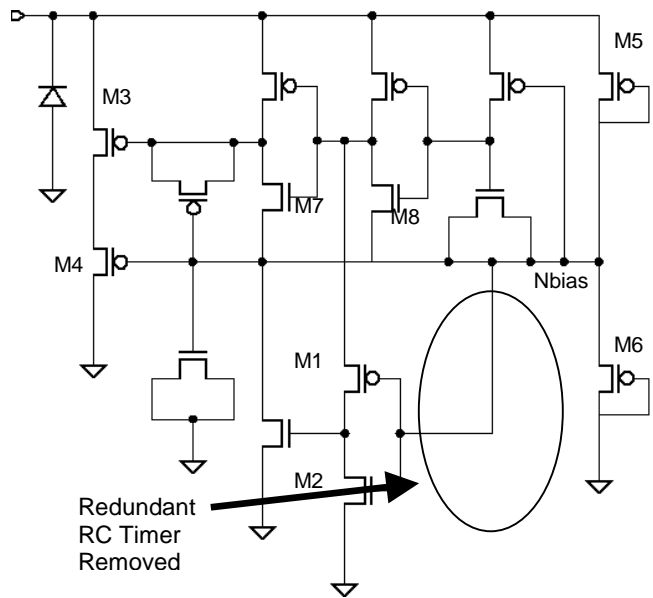 M5
M3
M7
M8
M4
Nbias
M1
M6
M2
Redundant
RC Timer
Removed